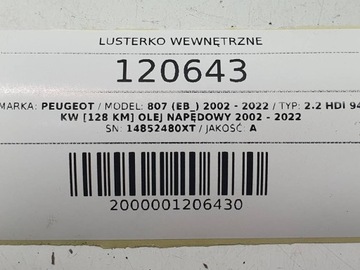 LUSTERKO WEWNĘTRZNE
120643
MARKA: PEUGEOT / MODEL: 807 (EB_) 2002 - 2022 / TYP: 2.2 HDI 94
KW [128 KM] OLEJ NAPĘDOWY 2002 - 2022
SN: 14852480XT / JAKOŚĆ: A
2000001206430